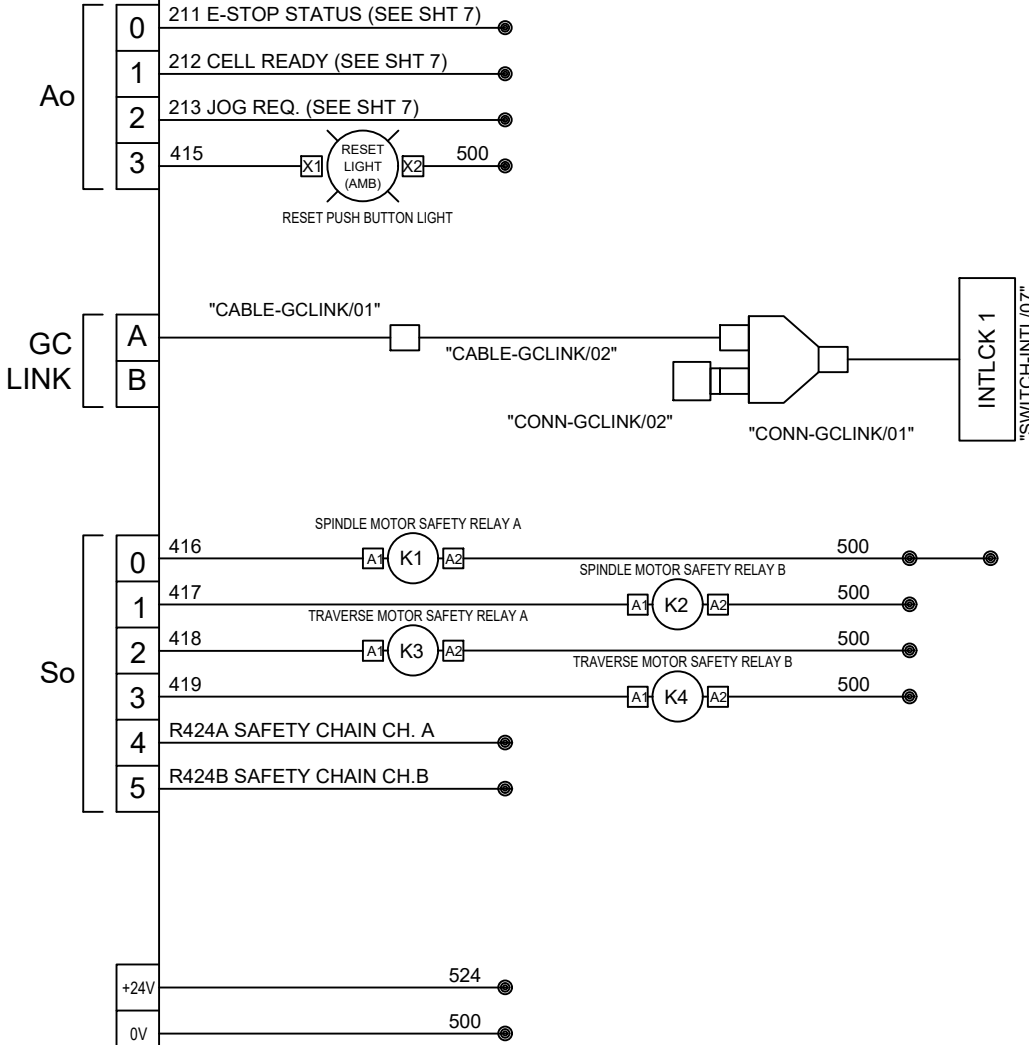 Ao
0
211 E-STOP STATUS (SEE SHT 7)
1
212 CELL READY (SEE SHT 7)
2
213 JOG REQ. (SEE SHT 7)
3
415
X1
RESET
LIGHT
(AMB)
X2
500
RESET PUSH BUTTON LIGHT
GC
LINK
A
B
"CABLE-GCLINK/01"
"CABLE-GCLINK/02"
"CONN-GCLINK/02"
"CONN-GCLINK/01"
INTLCK 1
"SWITCH-INTL/07"
So
SPINDLE MOTOR SAFETY RELAY A
0
416
A1
K1
A2
500
SPINDLE MOTOR SAFETY RELAY B
1
417
A1
K2
A2
500
TRAVERSE MOTOR SAFETY RELAY A
2
418
A1
K3
A2
500
TRAVERSE MOTOR SAFETY RELAY B
3
419
A1
K4
A2
500
4
R424A SAFETY CHAIN CH. A
5
R424B SAFETY CHAIN CH.B
+24V
524
0V
500